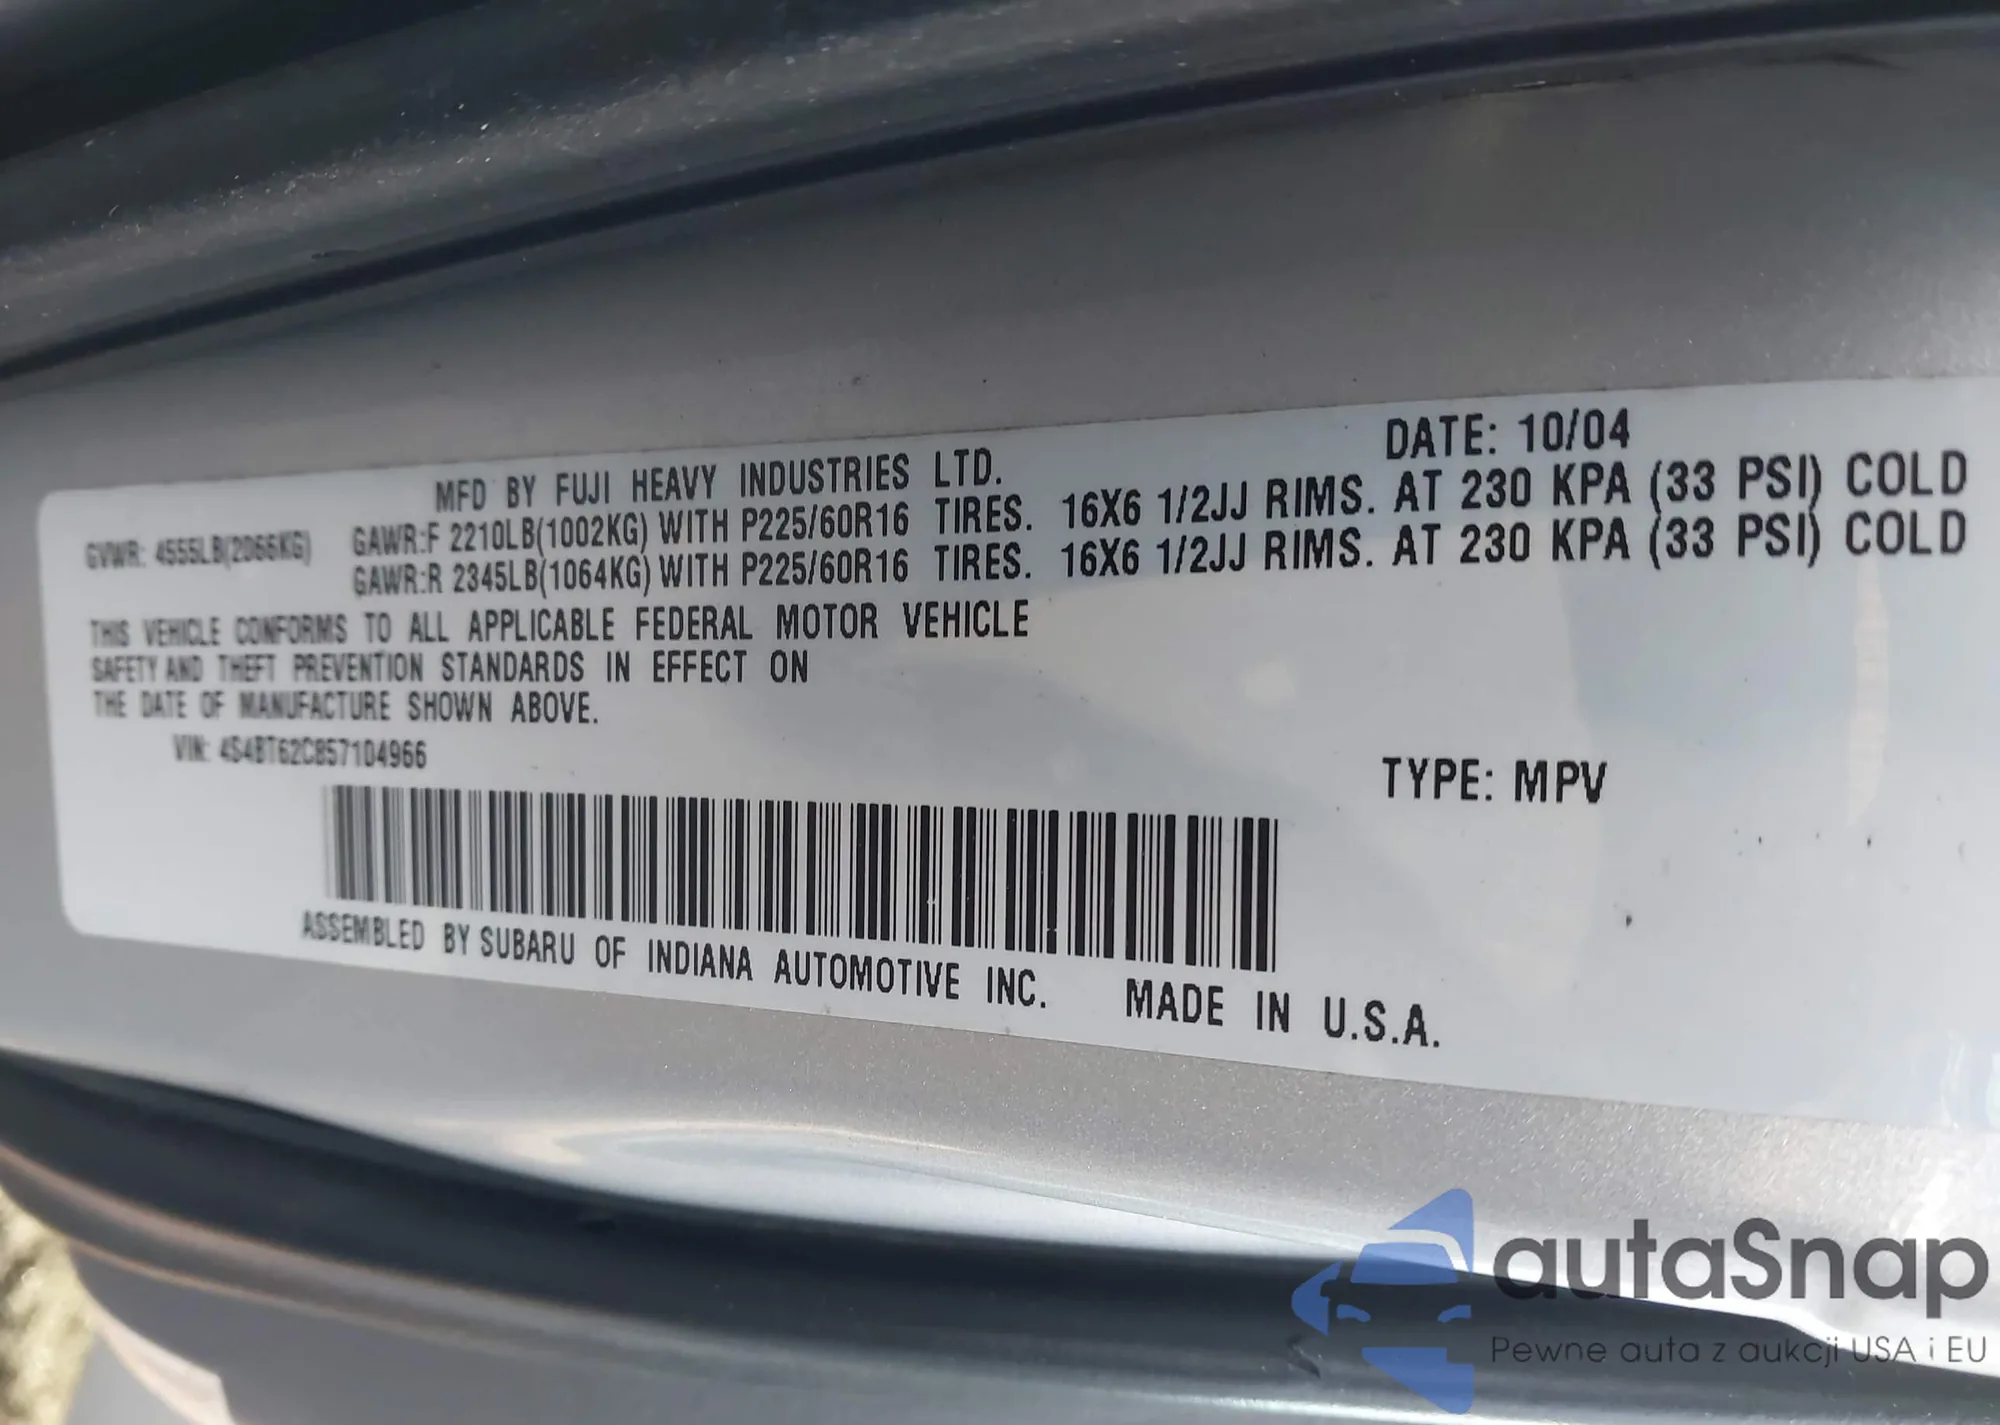 MFD BY FUJI HEAVY INDUSTRIES LTD. DATE: 10/04
GVWR: 4555LB(2066KG) GAWR:F 2210LB(1002KG) WITH P225/60R16 TIRES. 16X6 1/2JJ RIMS. AT 230 KPA (33 PSI) COLD
GAWR:R 2345LB(1064KG) WITH P225/60R16 TIRES. 16X6 1/2JJ RIMS. AT 230 KPA (33 PSI) COLD
THIS VEHICLE CONFORMS TO ALL APPLICABLE FEDERAL MOTOR VEHICLE
SAFETY AND THEFT PREVENTION STANDARDS IN EFFECT ON
THE DATE OF MANUFACTURE SHOWN ABOVE.
VIN: 4S4BT62C857104966 TYPE: MPV
ASSEMBLED BY SUBARU OF INDIANA AUTOMOTIVE INC. MADE IN U.S.A.
autaSnap
Pewne auta z aukcji USA i EU